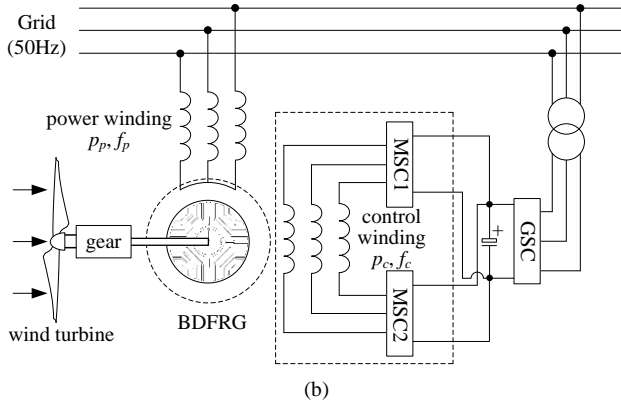 Grid
(50Hz)
power winding
p_p, f_p
MSC1
control
winding
p_c, f_c
+
GSC
gear
MSC2
wind turbine
BDFRG
(b)